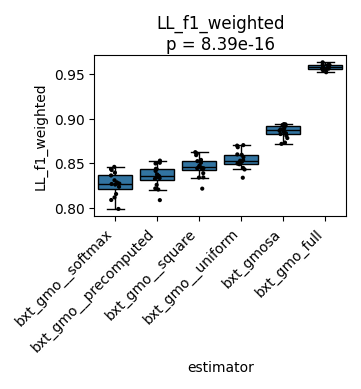 LL_f1_weighted
p = 8.39e-16
LL_f1_weighted
0.95
0.90
0.85
0.80
bxt_gmo__softmax
bxt_gmo__precomputed
bxt_gmo__square
bxt_gmo__uniform
bxt_gmosa
bxt_gmo_full
estimator